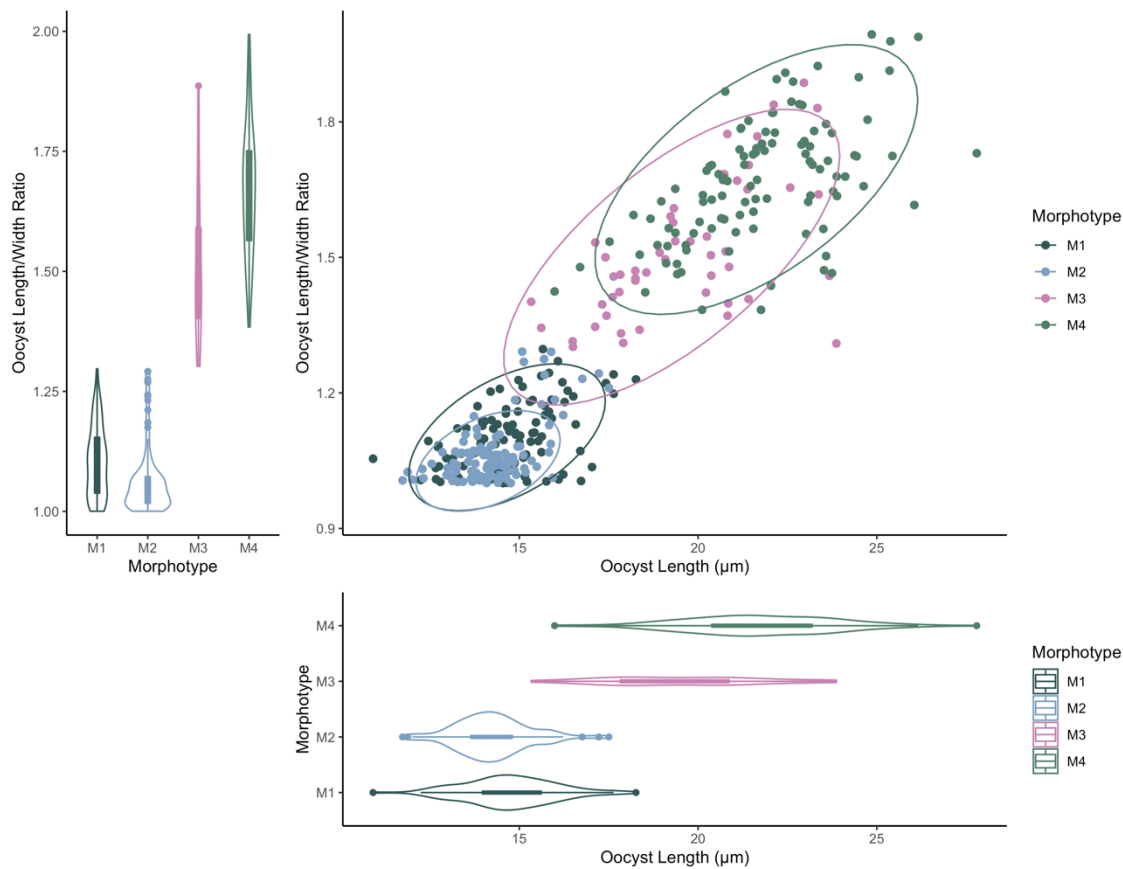 2.00
1.75
1.50
1.25
1.00
Oocyst Length/Width Ratio
M1 M2 M3 M4
Morphotype
1.8
1.5
1.2
0.9
Oocyst Length/Width Ratio
15 20 25
Oocyst Length (µm)
Morphotype
M1
M2
M3
M4
M4
M3
M2
M1
Morphotype
15 20 25
Oocyst Length (µm)
Morphotype
M1
M2
M3
M4